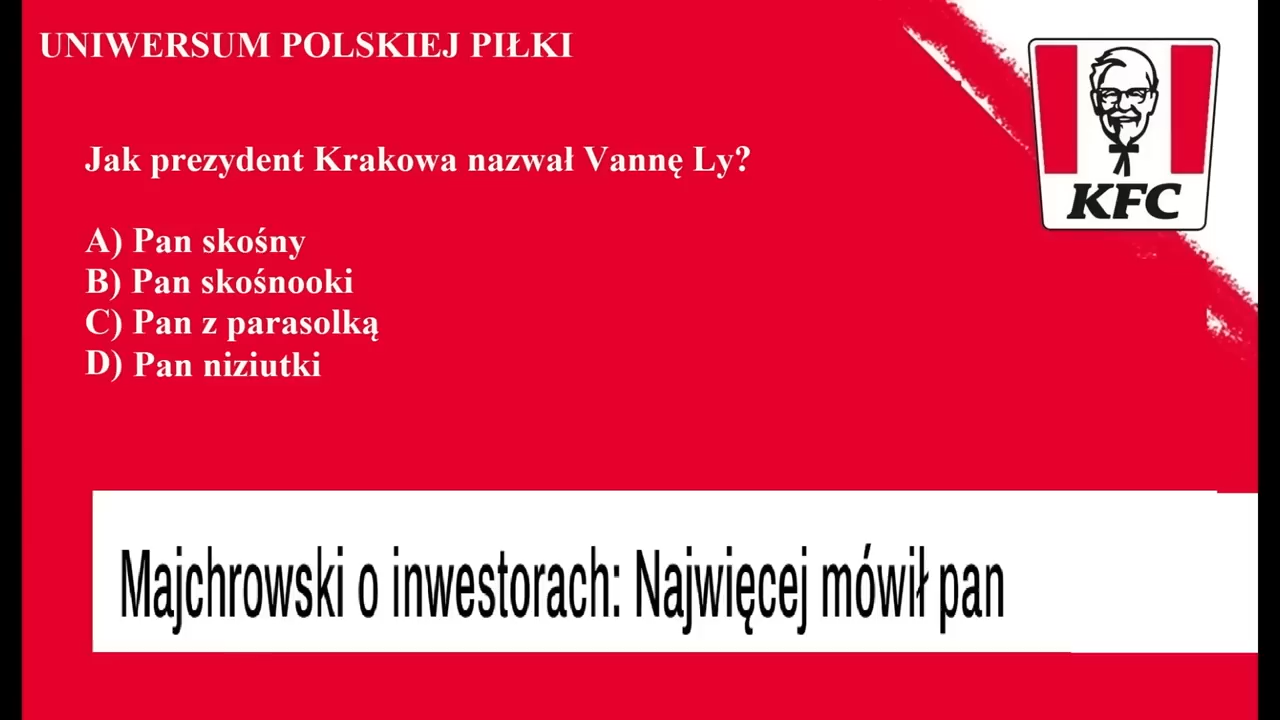 UNIWERSUM POLSKIEJ PIŁKI
Jak prezydent Krakowa nazwał Vannę Ly?
A) Pan skośny
B) Pan skośnooki
C) Pan z parasolką
D) Pan niziutki
KFC
Majchrowski o inwestorach: Najwięcej mówił pan